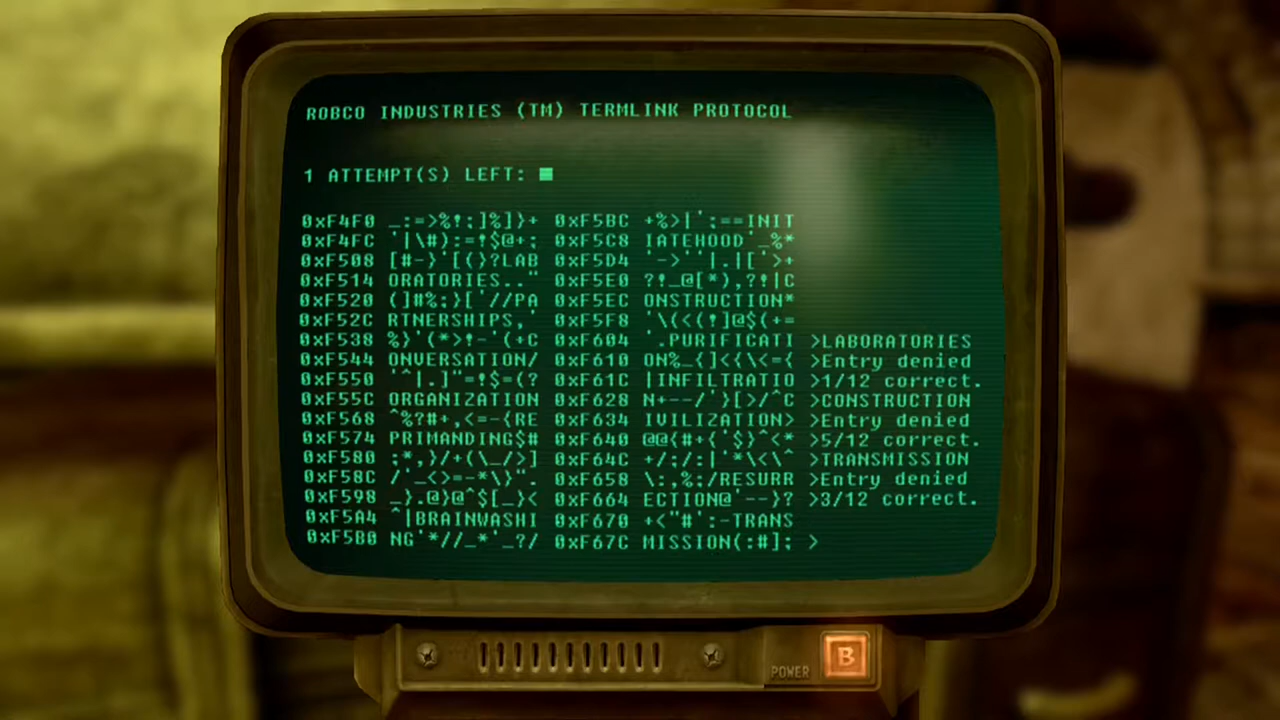 ROBCO INDUSTRIES (TM) TERMLINK PROTOCOL
1 ATTEMPT(S) LEFT:
0xF4F0 _:=>%!;]%]}+
0xF4FC '|\#):=!$@+;
0xF508 [#-}'[(}?LAB
0xF514 ORATORIES.."
0xF520 (]#%;}['//PA
0xF52C RTNERSHIPS,'
0xF538 %}'(*>!-'(+C
0xF544 ONVERSATION/
0xF550 '^|.]"=!$=(?
0xF55C ORGANIZATION
0xF568 ^%?#+,<=-{RE
0xF574 PRIMANDING$#
0xF580 ;*,}/+(\_/>]
0xF58C /'_<>=-*\}".
0xF598 _}.@}@^$[_}<
0xF5A4 ^|BRAINWASHI
0xF5B0 NG'*//_*'_?/
0xF5BC +%>|';==INIT
0xF5C8 IATEHOOD'_%*
0xF5D4 '->''|.|['>+
0xF5E0 ?!_@[*),?!|C
0xF5EC ONSTRUCTION*
0xF5F8 '\(<(!]@$(+=
0xF604 '.PURIFICATI
0xF610 ON%_{]<{\<={
0xF61C |INFILTRATIO
0xF628 N+--/'}[>/^C
0xF634 IVILIZATION>
0xF640 @@{#+{'$}^<*
0xF64C +/;/:|'*\<\^
0xF658 \:,%;/RESURR
0xF664 ECTION@'--}?
0xF670 +<"#':-TRANS
0xF67C MISSION(:#];
>LABORATORIES
>Entry denied
>1/12 correct.
>CONSTRUCTION
>Entry denied
>5/12 correct.
>TRANSMISSION
>Entry denied
>3/12 correct.
>
POWER
B